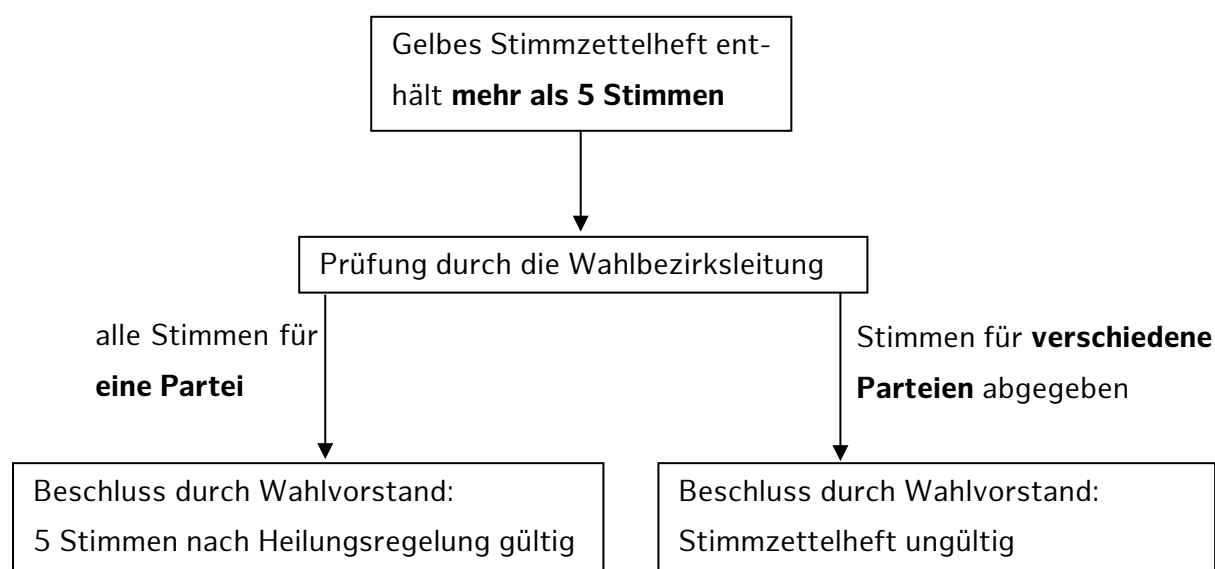 Gelbes Stimmzettelheft ent-
hält mehr als 5 Stimmen
Prüfung durch die Wahlbezirksleitung
alle Stimmen für
eine Partei
Stimmen für verschiedene
Parteien abgegeben
Beschluss durch Wahlvorstand:
5 Stimmen nach Heilungsregelung gültig
Beschluss durch Wahlvorstand:
Stimmzettelheft ungültig